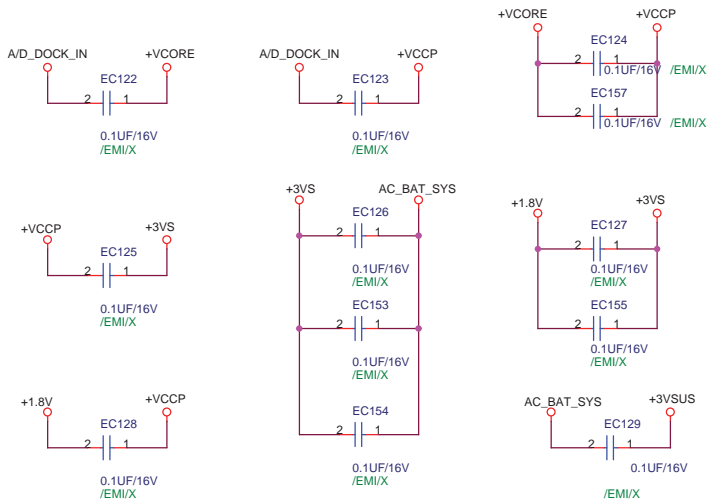 A/D_DOCK_IN
+VCORE
EC122
2
1
0.1UF/16V
/EMI/X
A/D_DOCK_IN
+VCCP
EC123
2
1
0.1UF/16V
/EMI/X
+VCORE
+VCCP
EC124
2
1
0.1UF/16V
/EMI/X
EC157
2
1
0.1UF/16V
/EMI/X
+VCCP
+3VS
EC125
2
1
0.1UF/16V
/EMI/X
+3VS
AC_BAT_SYS
EC126
2
1
0.1UF/16V
/EMI/X
EC153
2
1
0.1UF/16V
/EMI/X
EC154
2
1
0.1UF/16V
/EMI/X
+1.8V
+3VS
EC127
2
1
0.1UF/16V
/EMI/X
EC155
2
1
0.1UF/16V
/EMI/X
+1.8V
+VCCP
EC128
2
1
0.1UF/16V
/EMI/X
AC_BAT_SYS
+3VSUS
EC129
2
1
0.1UF/16V
/EMI/X